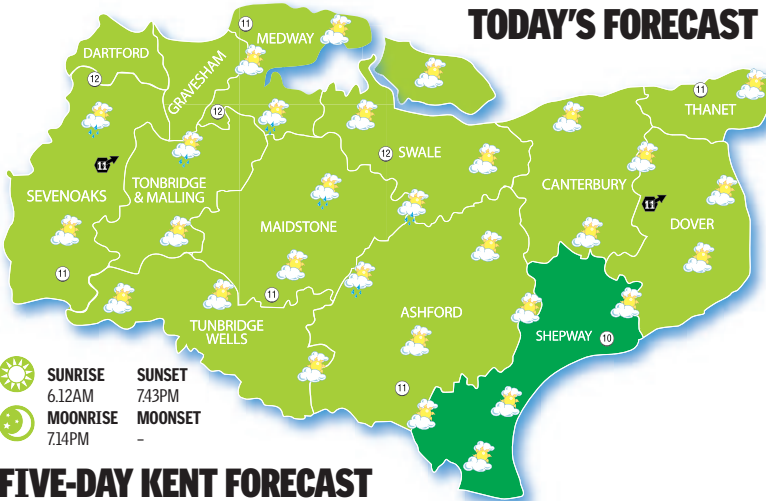 TODAY'S FORECAST
11
MEDWAY
DARTFORD
GRAVESHAM
12
11
THANET
12
12
SWALE
11
SEVENOAKS
TONBRIDGE
& MALLING
CANTERBURY
11
DOVER
MAIDSTONE
11
11
TUNBRIDGE
WELLS
ASHFORD
SHEPWAY
10
11
SUNRISE SUNSET
6.12AM 7.43PM
MOONRISE MOONSET
7.14PM –
FIVE-DAY KENT FORECAST